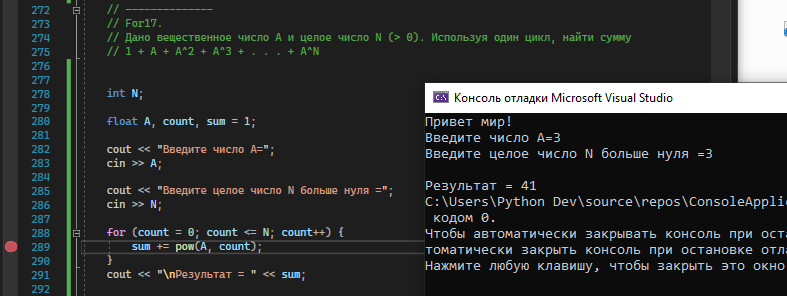 272 // --------------
273 // For17.
274 // Дано вещественное число A и целое число N (> 0). Используя один цикл, найти сумму
275 // 1 + A + A^2 + A^3 + . . . + A^N
276
277
278 int N;
279
280 float A, count, sum = 1;
281
282 cout << "Введите число A=";
283 cin >> A;
284
285 cout << "Введите целое число N больше нуля =";
286 cin >> N;
287
288 for (count = 0; count <= N; count++) {
289 sum += pow(A, count);
290 }
291 cout << "\nРезультат = " << sum;
C:\ Консоль отладки Microsoft Visual Studio
Привет мир!
Введите число A=3
Введите целое число N больше нуля =3

Результат = 41
C:\Users\Python Dev\source\repos\ConsoleApplic
кодом 0.
Чтобы автоматически закрывать консоль при оста
томатически закрыть консоль при остановке отла
Нажмите любую клавишу, чтобы закрыть это окно